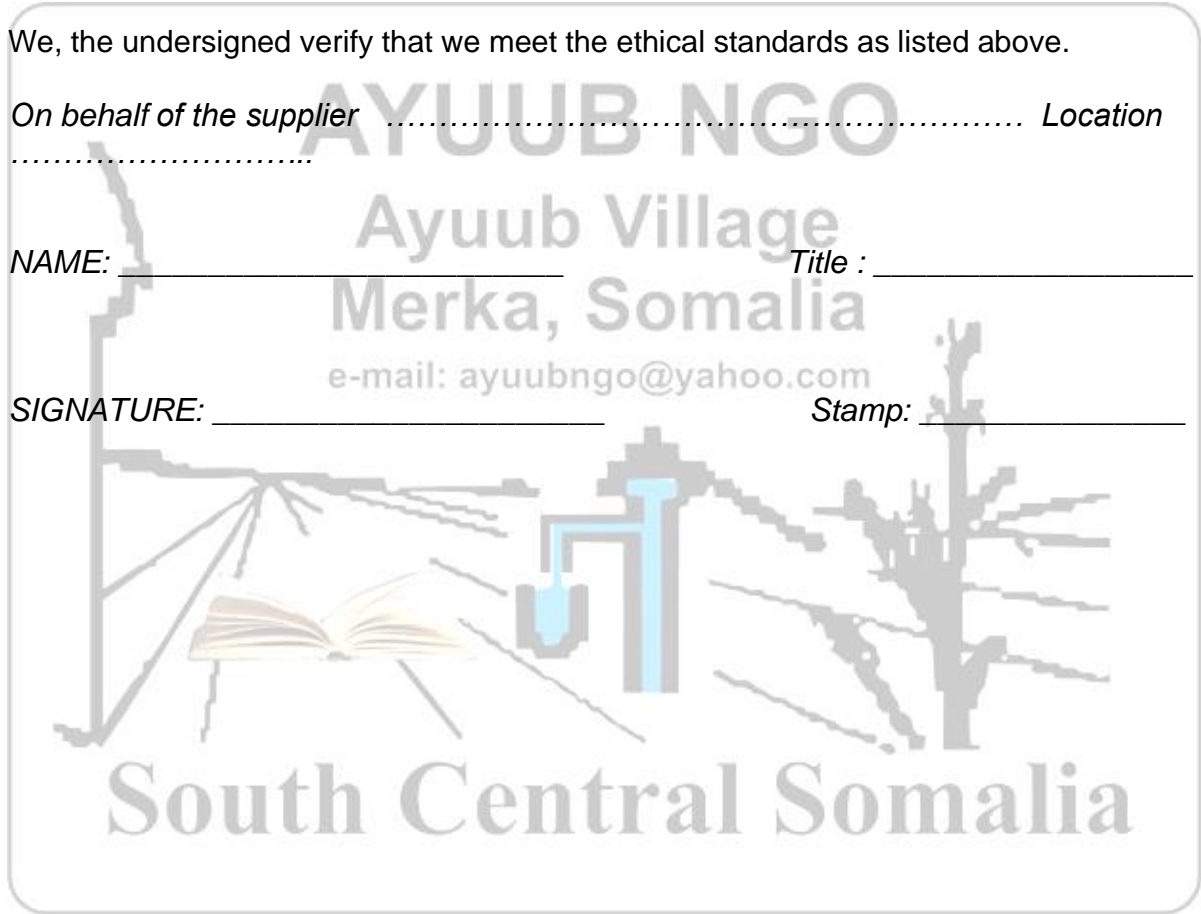 We, the undersigned verify that we meet the ethical standards as listed above.
On behalf of the supplier ………………………………………………… Location
………………………..
AYUUB NGO
Ayuub Village
NAME: _________________________ Title : __________________
Merka, Somalia
e-mail: ayuubngo@yahoo.com
SIGNATURE: ______________________ Stamp: _______________
South Central Somalia